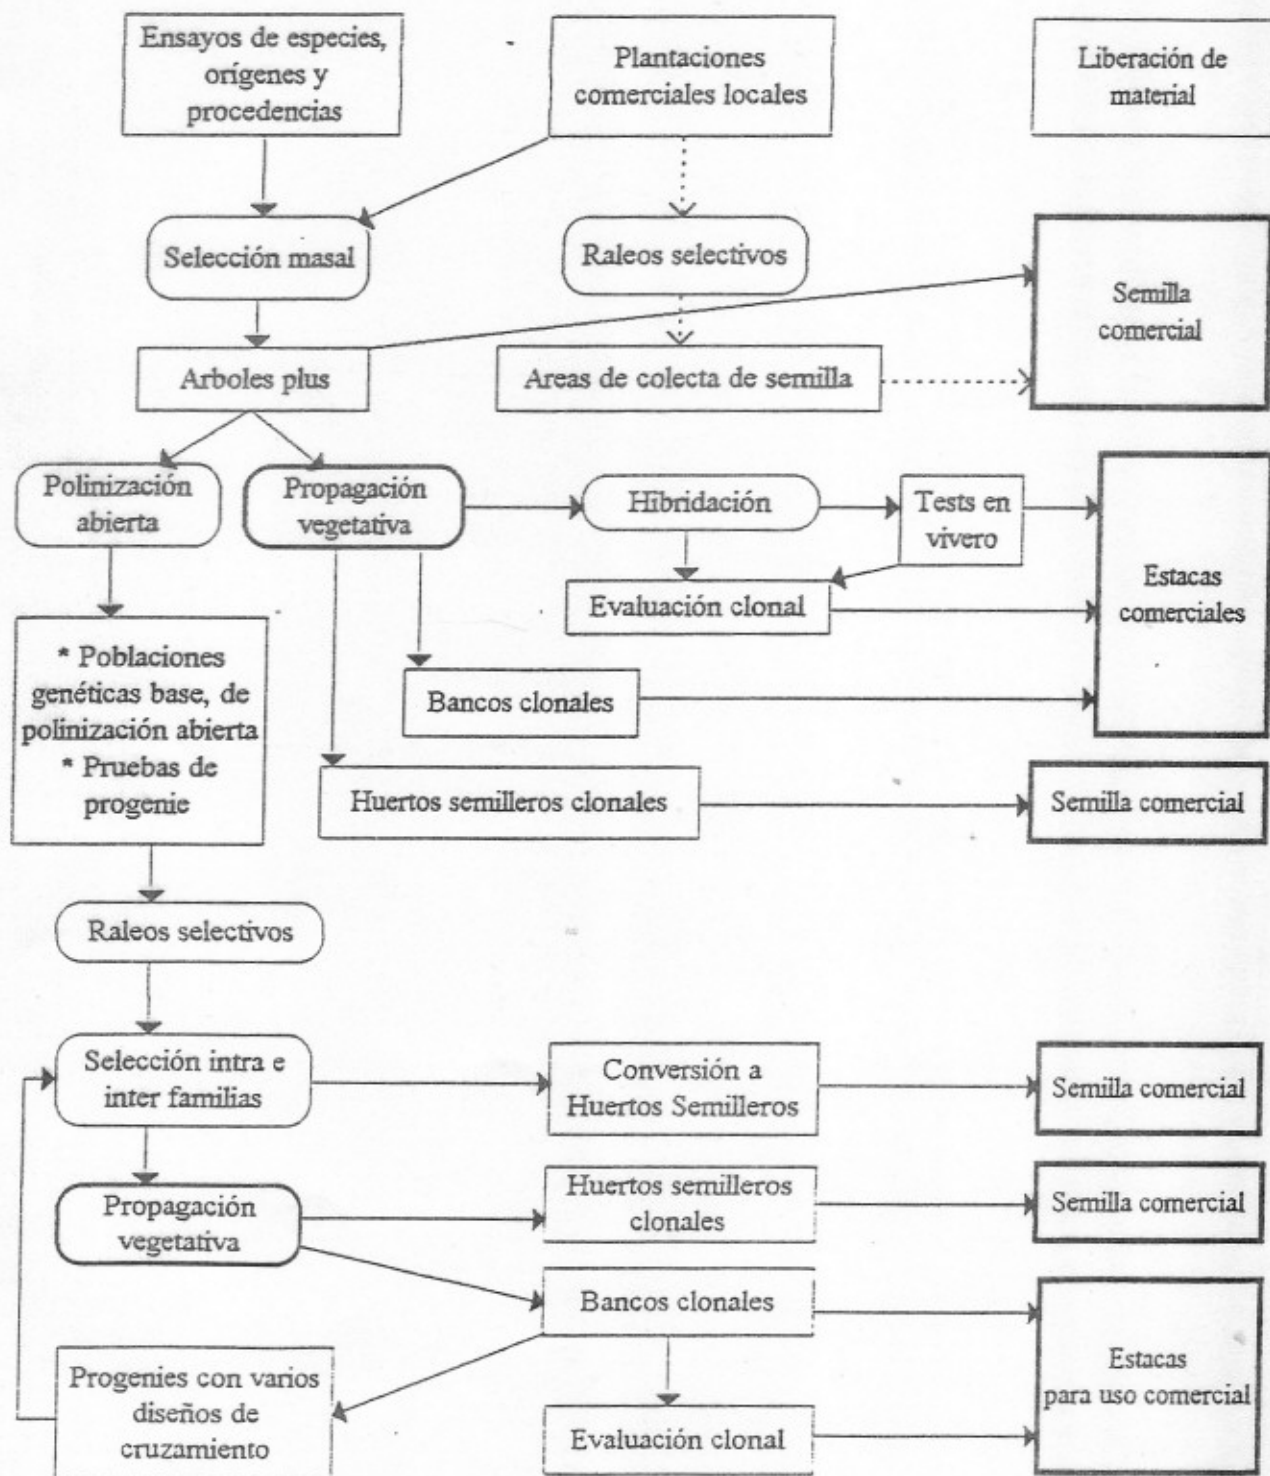 Ensayos de especies,
orígenes y
procedencias
Plantaciones
comerciales locales
Liberación de
material
Selección masal
Raleos selectivos
Semilla
comercial
Arboles plus
Areas de colecta de semilla
Polinización
abierta
Propagación
vegetativa
Hibridación
Tests en
vivero
Estacas
comerciales
Evaluación clonal
* Poblaciones
genéticas base, de
polinización abierta
* Pruebas de
progenie
Bancos clonales
Huertos semilleros clonales
Semilla comercial
Raleos selectivos
Selección intra e
inter familias
Conversión a
Huertos Semilleros
Semilla comercial
Propagación
vegetativa
Huertos semilleros
clonales
Semilla comercial
Bancos clonales
Estacas
para uso comercial
Progenies con varios
diseños de
cruzamiento
Evaluación clonal